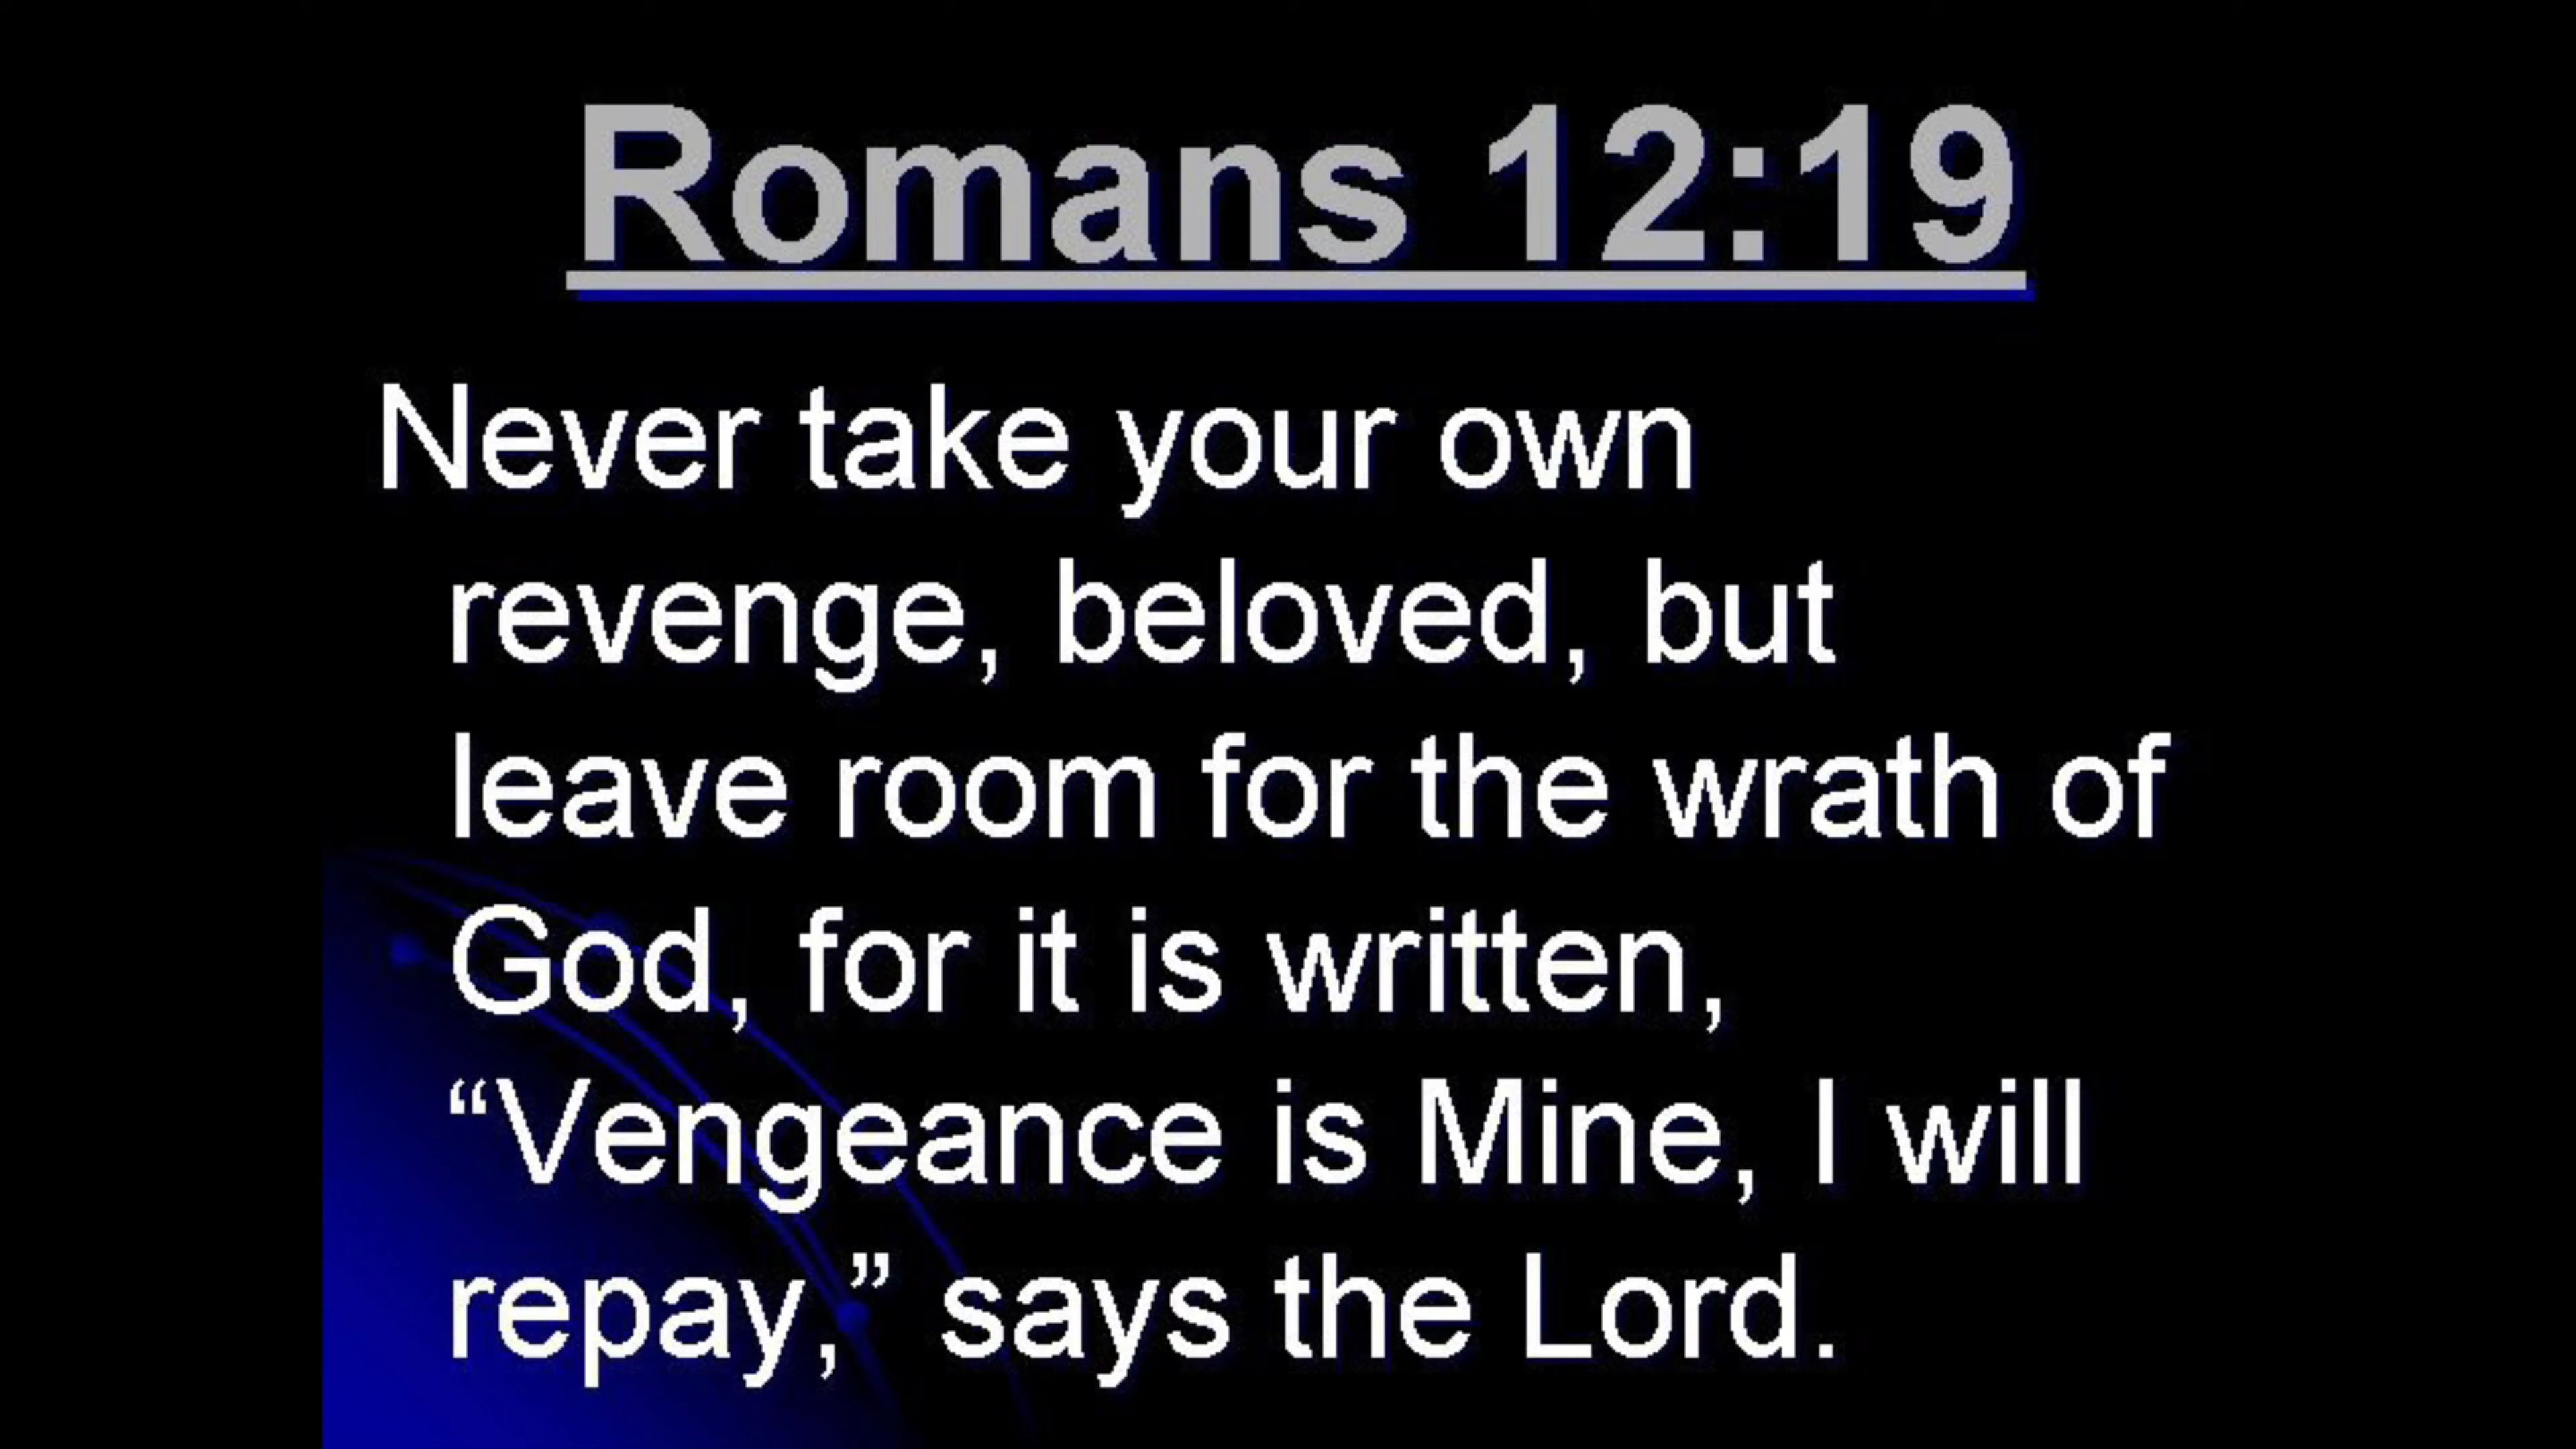 Romans 12:19
Never take your own
revenge, beloved, but
leave room for the wrath of
God, for it is written,
“Vengeance is Mine, I will
repay,” says the Lord.